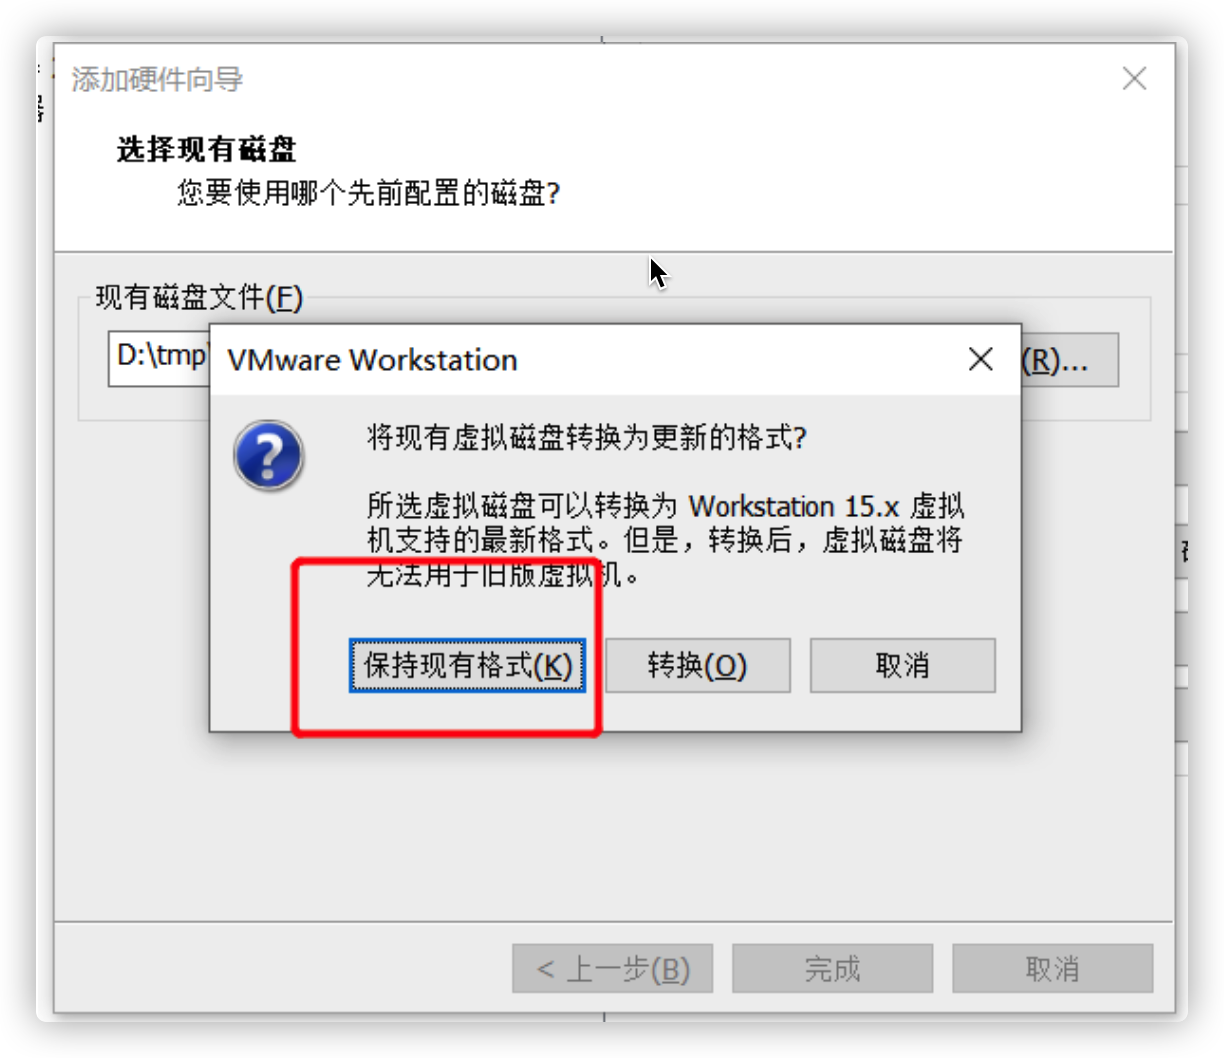 添加硬件向导
选择现有磁盘
您要使用哪个先前配置的磁盘?
现有磁盘文件(F)
D:\tmp\
(R)...
VMware Workstation
将现有虚拟磁盘转换为更新的格式?
所选虚拟磁盘可以转换为 Workstation 15.x 虚拟
机支持的最新格式。但是，转换后，虚拟磁盘将
无法用于旧版虚拟机。
保持现有格式(K)
转换(O)
取消
< 上一步(B)
完成
取消